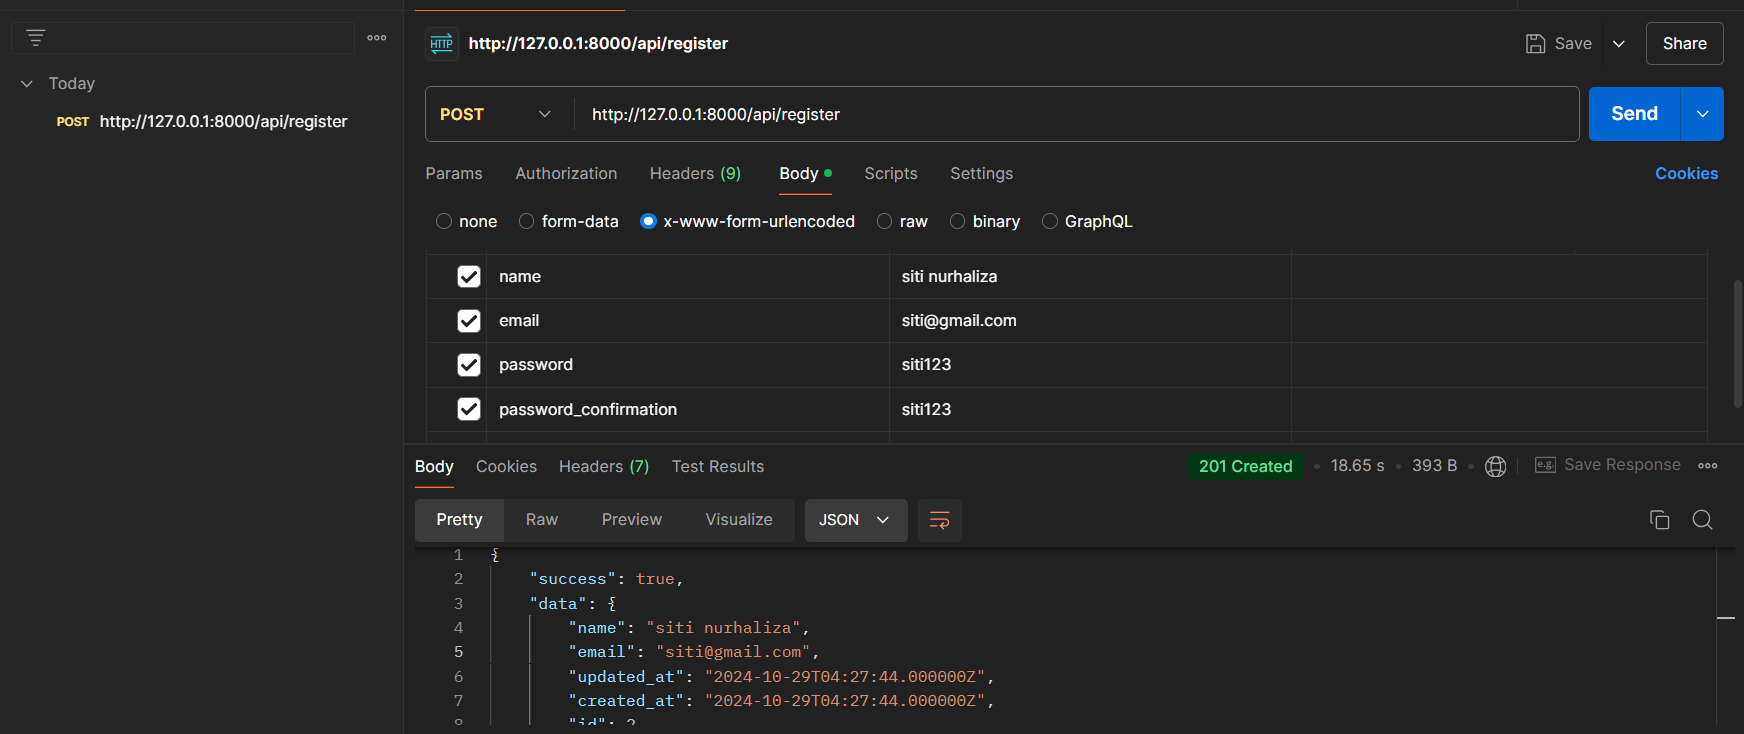 http://127.0.0.1:8000/api/register
Save
Share
Today
POST http://127.0.0.1:8000/api/register
POST http://127.0.0.1:8000/api/register
Send
Params Authorization Headers (9) Body Scripts Settings Cookies
none form-data x-www-form-urlencoded raw binary GraphQL
name siti nurhaliza
email siti@gmail.com
password siti123
password_confirmation siti123
Body Cookies Headers (7) Test Results 201 Created 18.65 s 393 B e.g. Save Response
Pretty Raw Preview Visualize JSON
1 {
2 "success": true,
3 "data": {
4 "name": "siti nurhaliza",
5 "email": "siti@gmail.com",
6 "updated_at": "2024-10-29T04:27:44.000000Z",
7 "created_at": "2024-10-29T04:27:44.000000Z",
8 "id": 2